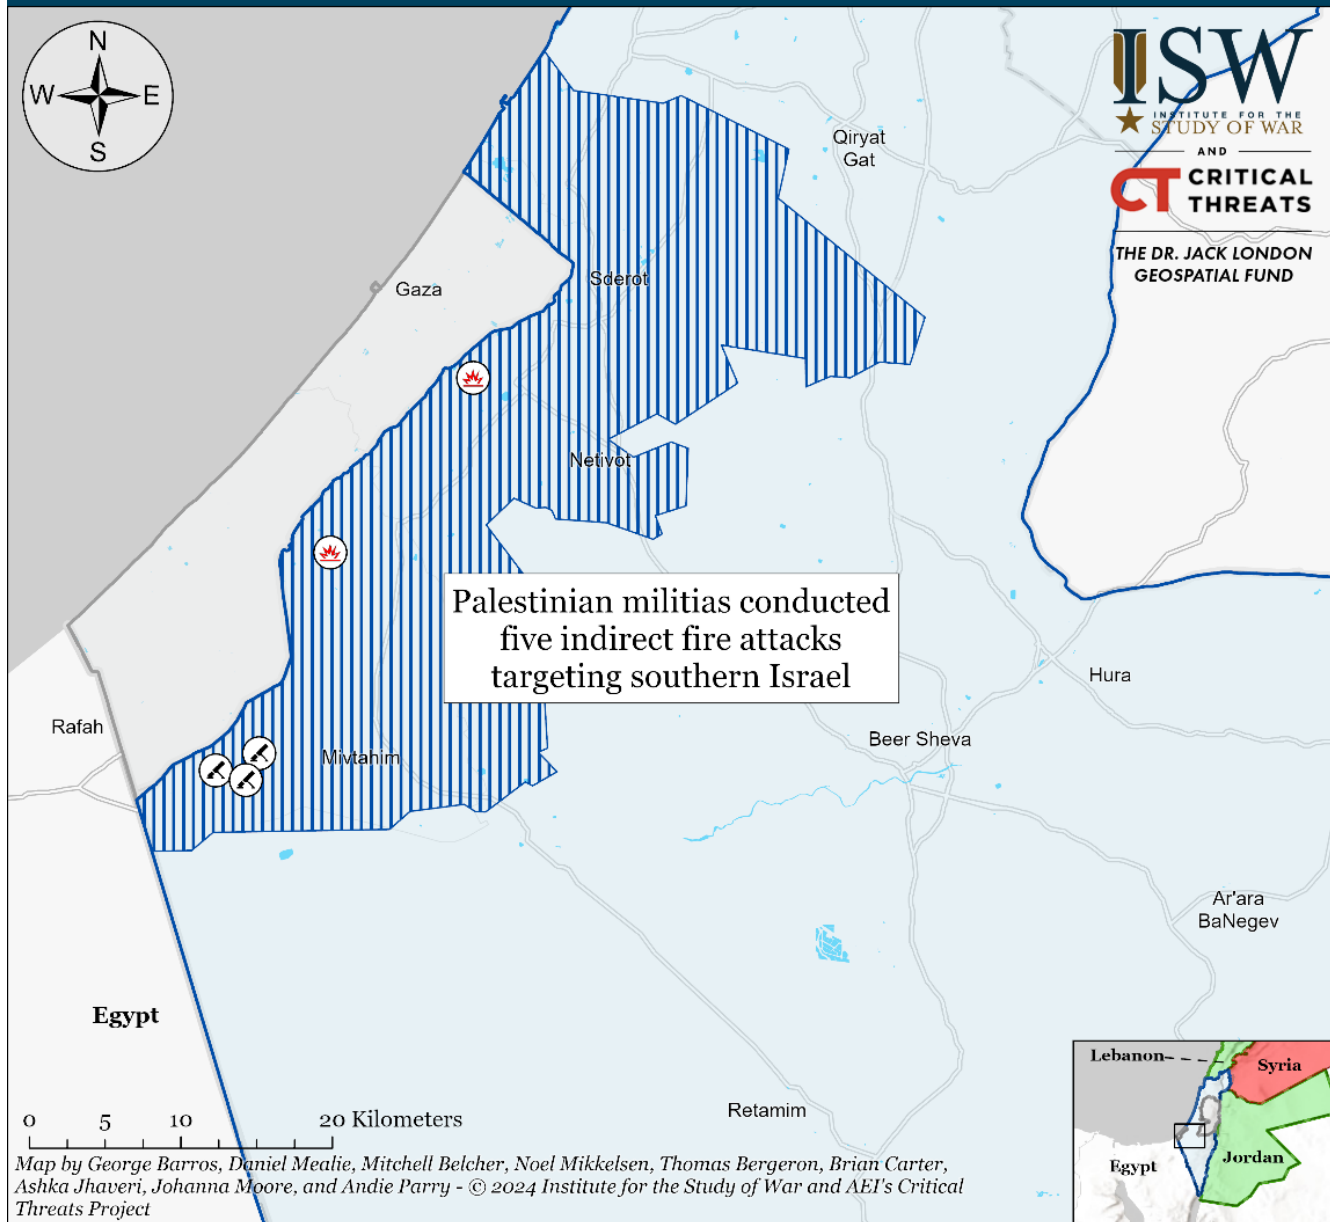 N
W
E
S
ISW
INSTITUTE FOR THE
STUDY OF WAR
AND
CT CRITICAL
THREATS
THE DR. JACK LONDON
GEOSPATIAL FUND
Qiryat
Gat
Gaza
Sderot
Netivot
Palestinian militias conducted
five indirect fire attacks
targeting southern Israel
Hura
Rafah
Mivtahim
Beer Sheva
Ar'ara
BaNegev
Egypt
Retamim
0 5 10 20 Kilometers
Lebanon
Syria
Egypt
Jordan
Map by George Barros, Daniel Mealie, Mitchell Belcher, Noel Mikkelsen, Thomas Bergeron, Brian Carter,
Ashka Jhaveri, Johanna Moore, and Andie Parry - © 2024 Institute for the Study of War and AEI's Critical
Threats Project